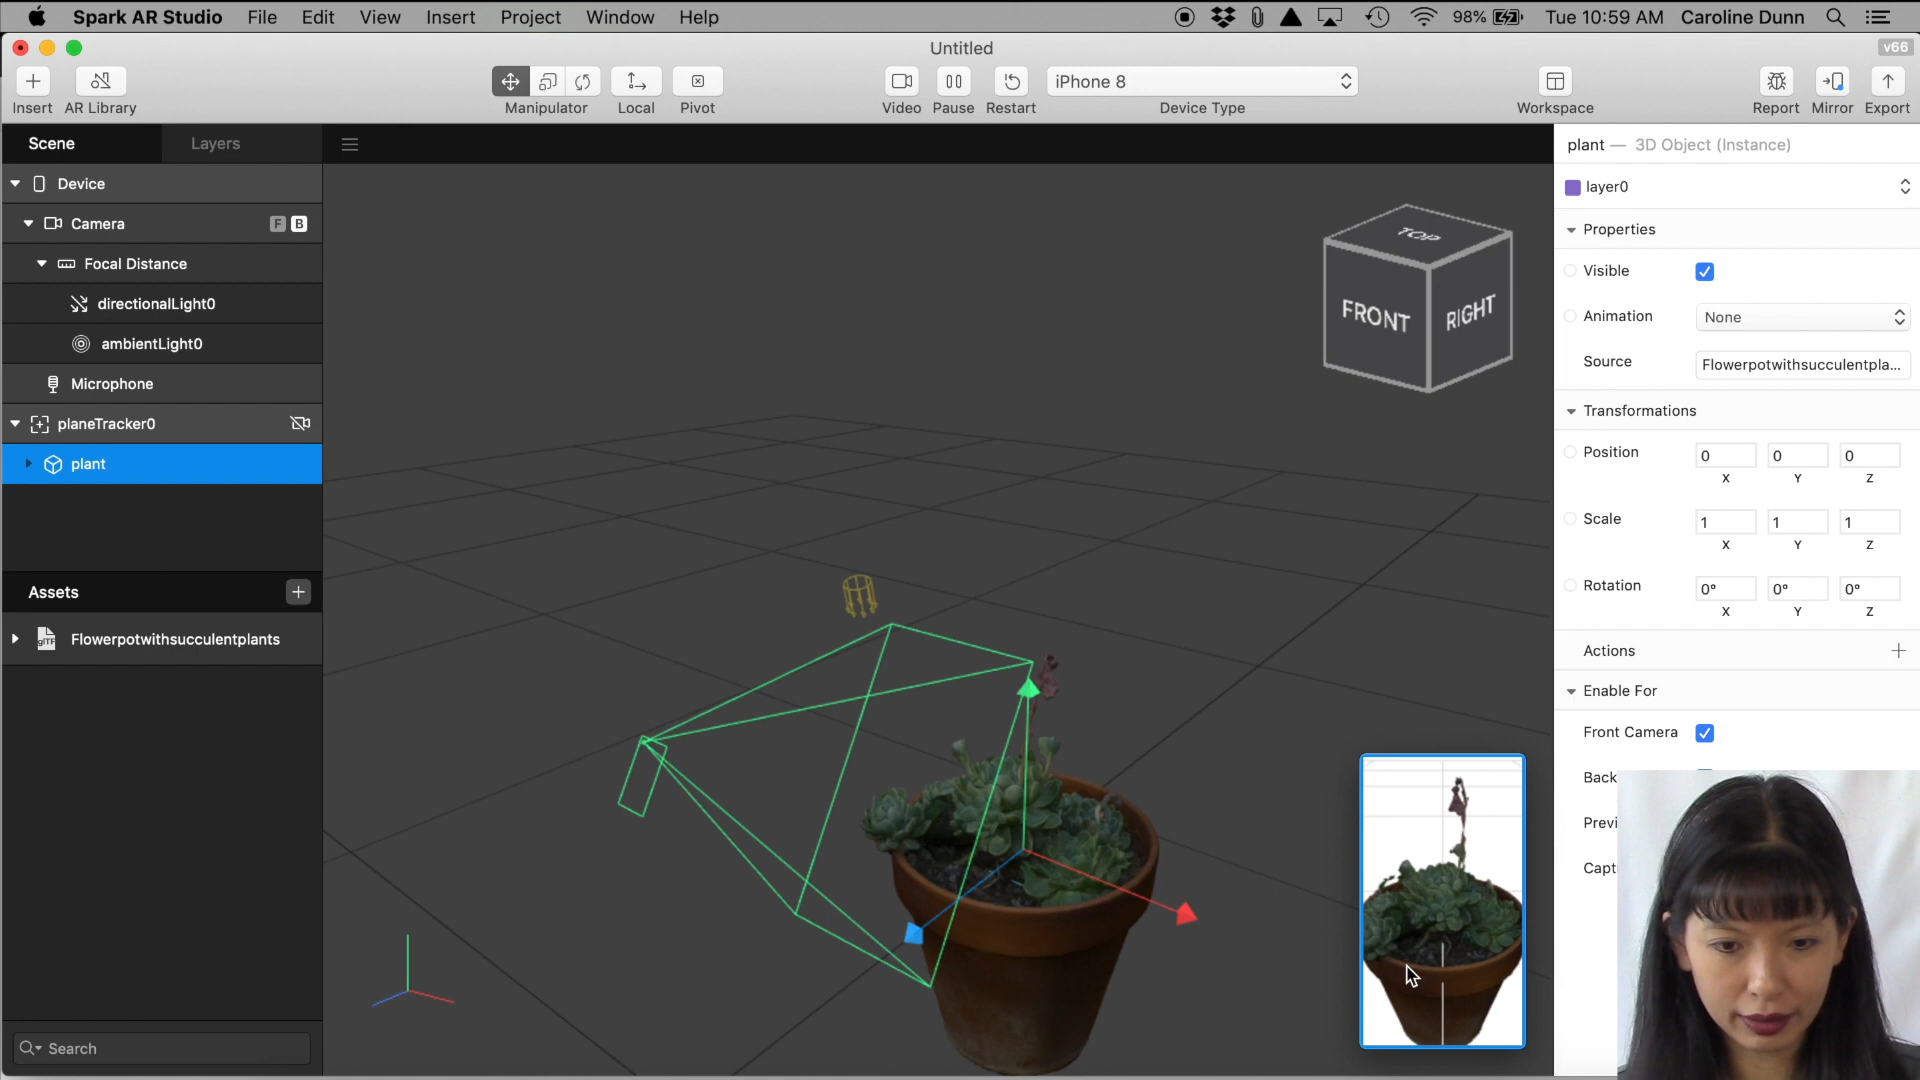 Spark AR Studio File Edit View Insert Project Window Help 98% Tue 10:59 AM Caroline Dunn
Untitled v66
iPhone 8
Insert AR Library Manipulator Local Pivot Video Pause Restart Device Type Workspace Report Mirror Export
Scene Layers
Device
Camera F B
Focal Distance
directionalLight0
ambientLight0
Microphone
planeTracker0
plant
Assets +
glTF Flowerpotwithsucculentplants
Search
TOP
FRONT RIGHT
plant — 3D Object (Instance)
layer0
Properties
Visible
Animation None
Source Flowerpotwithsucculentpla...
Transformations
Position 0 0 0
X Y Z
Scale 1 1 1
X Y Z
Rotation 0° 0° 0°
X Y Z
Actions +
Enable For
Front Camera
Back
Previ
Capt